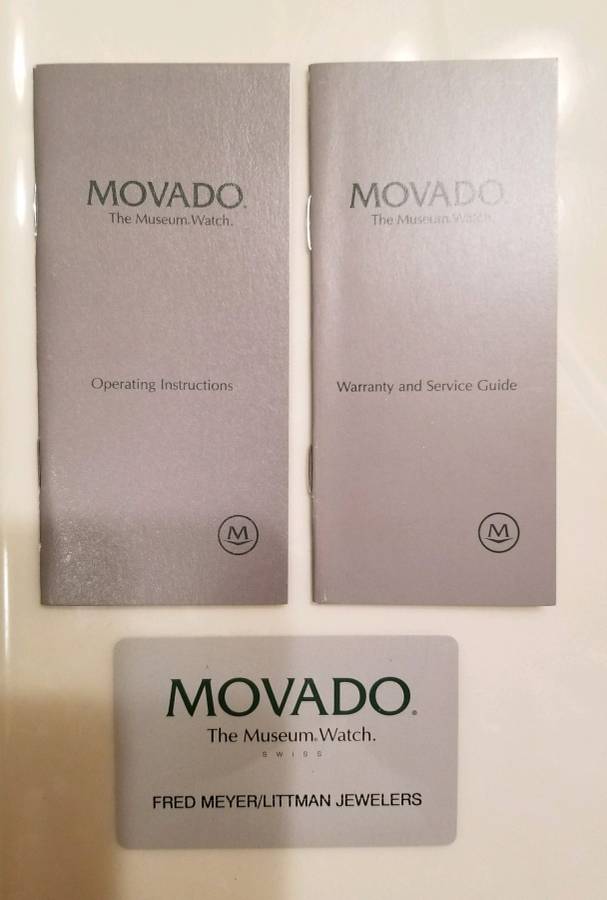 MOVADO.
The Museum.Watch.
Operating Instructions
M
MOVADO.
The Museum.Watch.
Warranty and Service Guide
M
MOVADO.
The Museum.Watch.
SWISS
FRED MEYER/LITTMAN JEWELERS